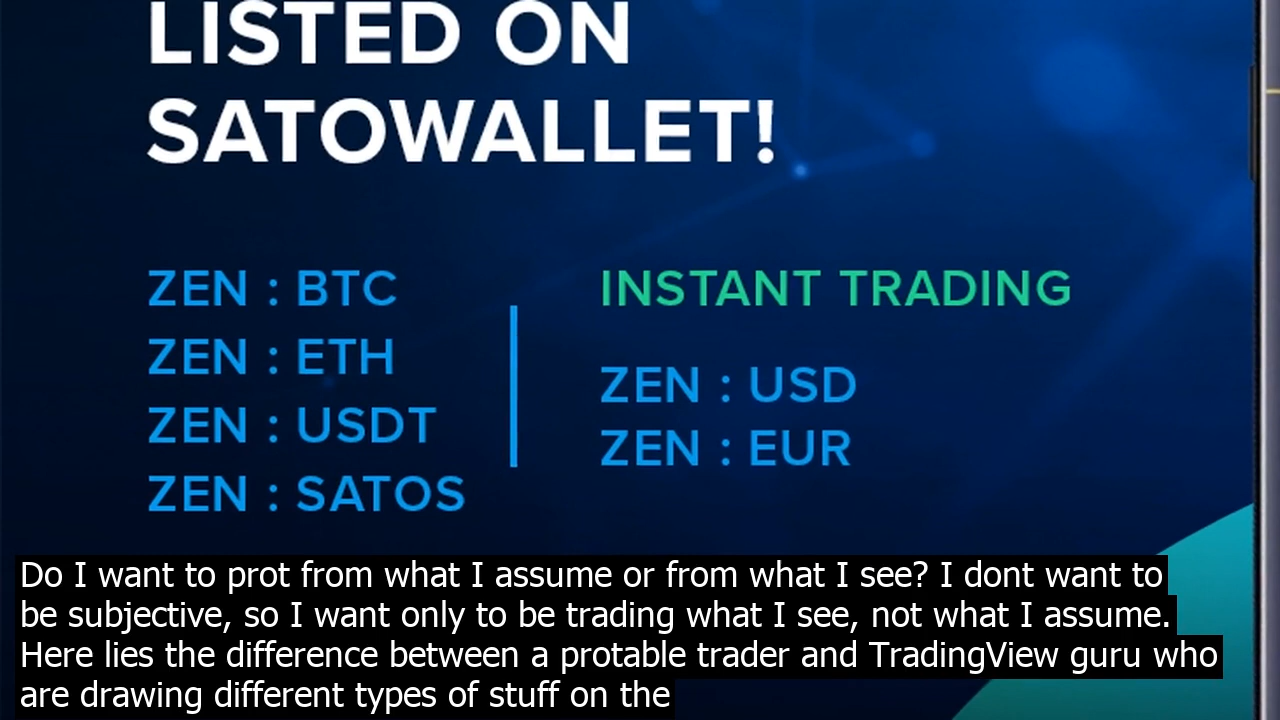 LISTED ON
SATOWALLET!
ZEN : BTC
ZEN : ETH
ZEN : USDT
ZEN : SATOS
INSTANT TRADING
ZEN : USD
ZEN : EUR
Do I want to prot from what I assume or from what I see? I dont want to
be subjective, so I want only to be trading what I see, not what I assume.
Here lies the difference between a protable trader and TradingView guru who
are drawing different types of stuff on the